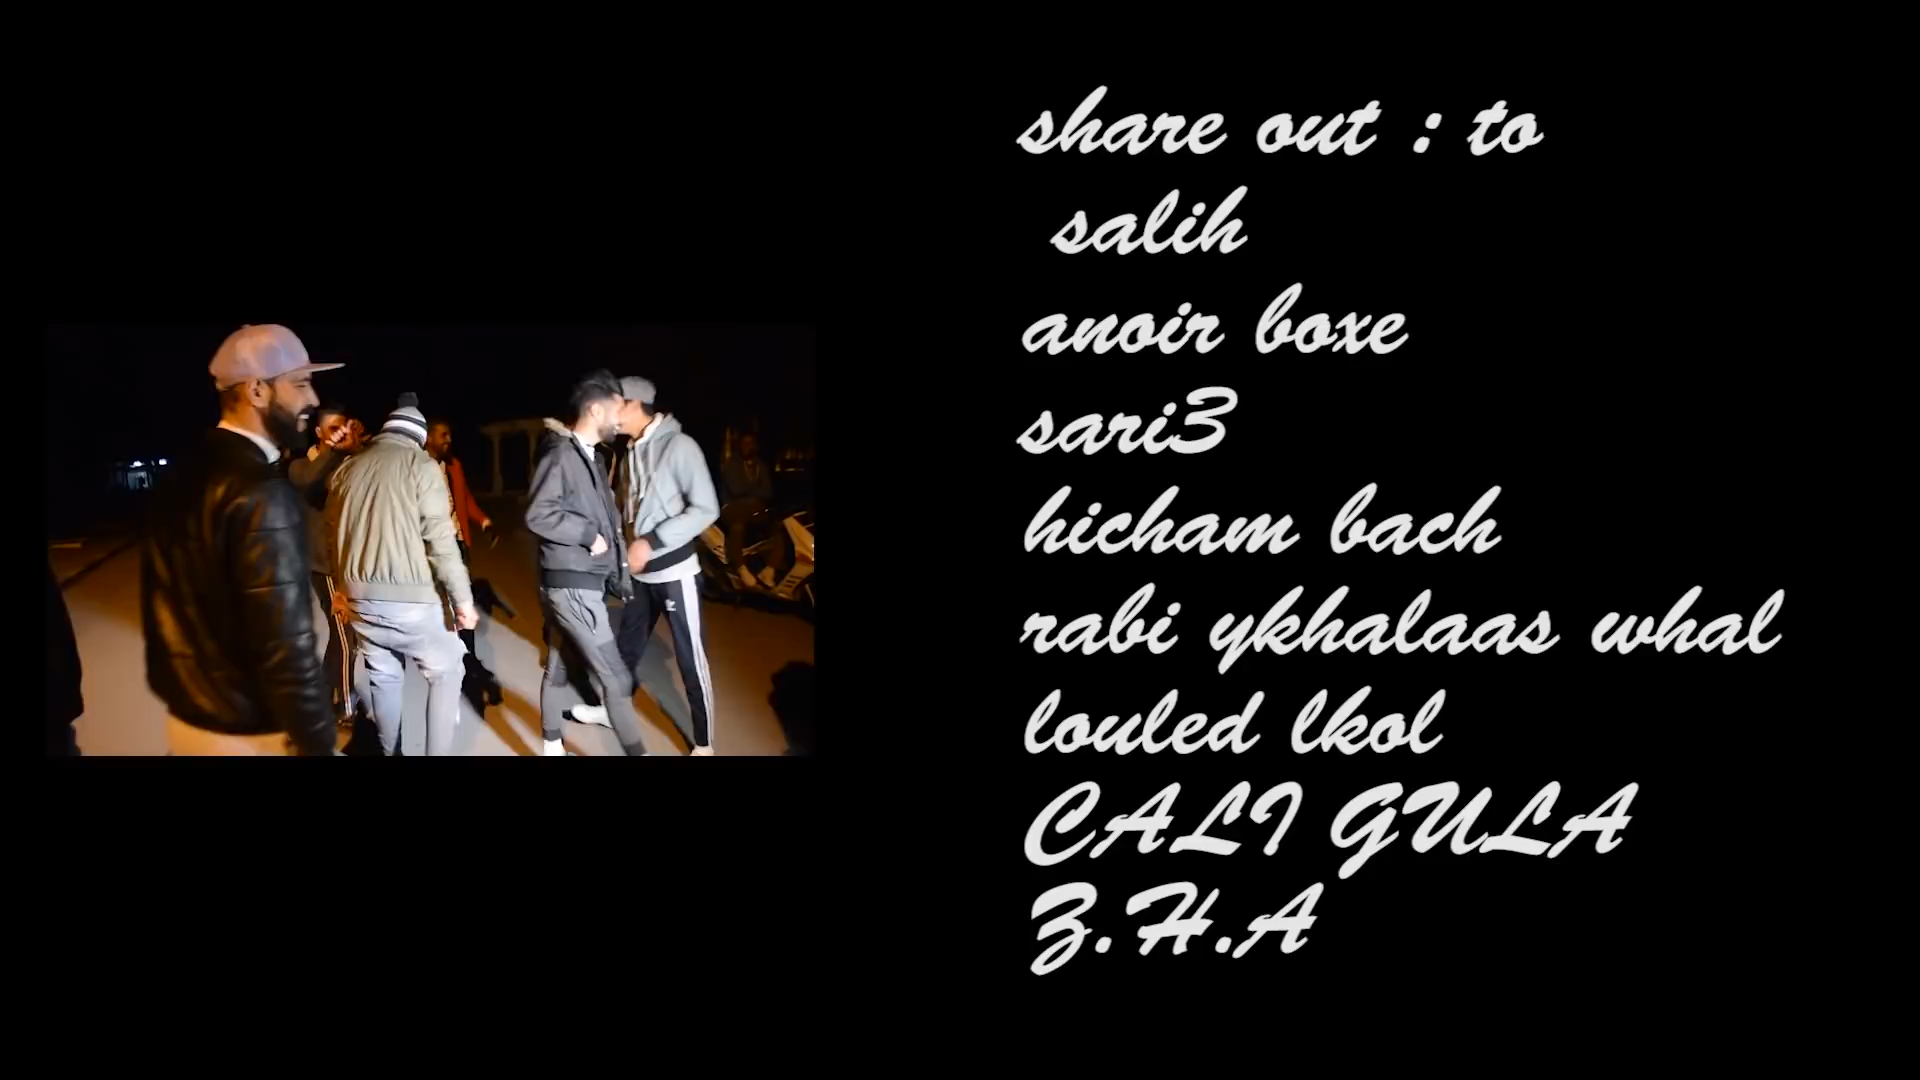 share out : to
salih
anoir boxe
sari3
hicham bach
rabi ykhalaas whal
louled lkol
CALI GULA
Z.H.A